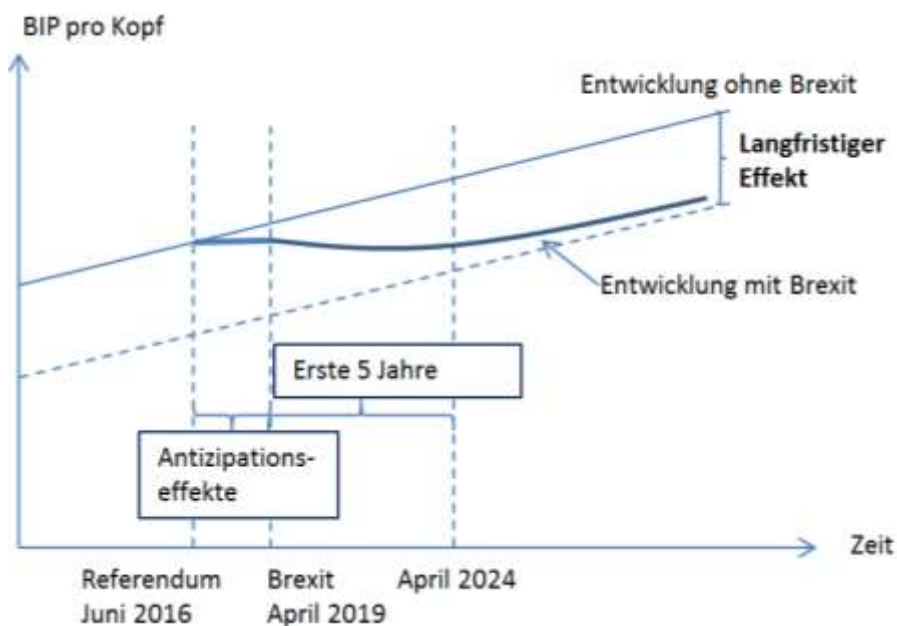 BIP pro Kopf
Entwicklung ohne Brexit
Langfristiger
Effekt
Entwicklung mit Brexit
Erste 5 Jahre
Antizipations-
effekte
Zeit
Referendum
Juni 2016
Brexit
April 2019
April 2024